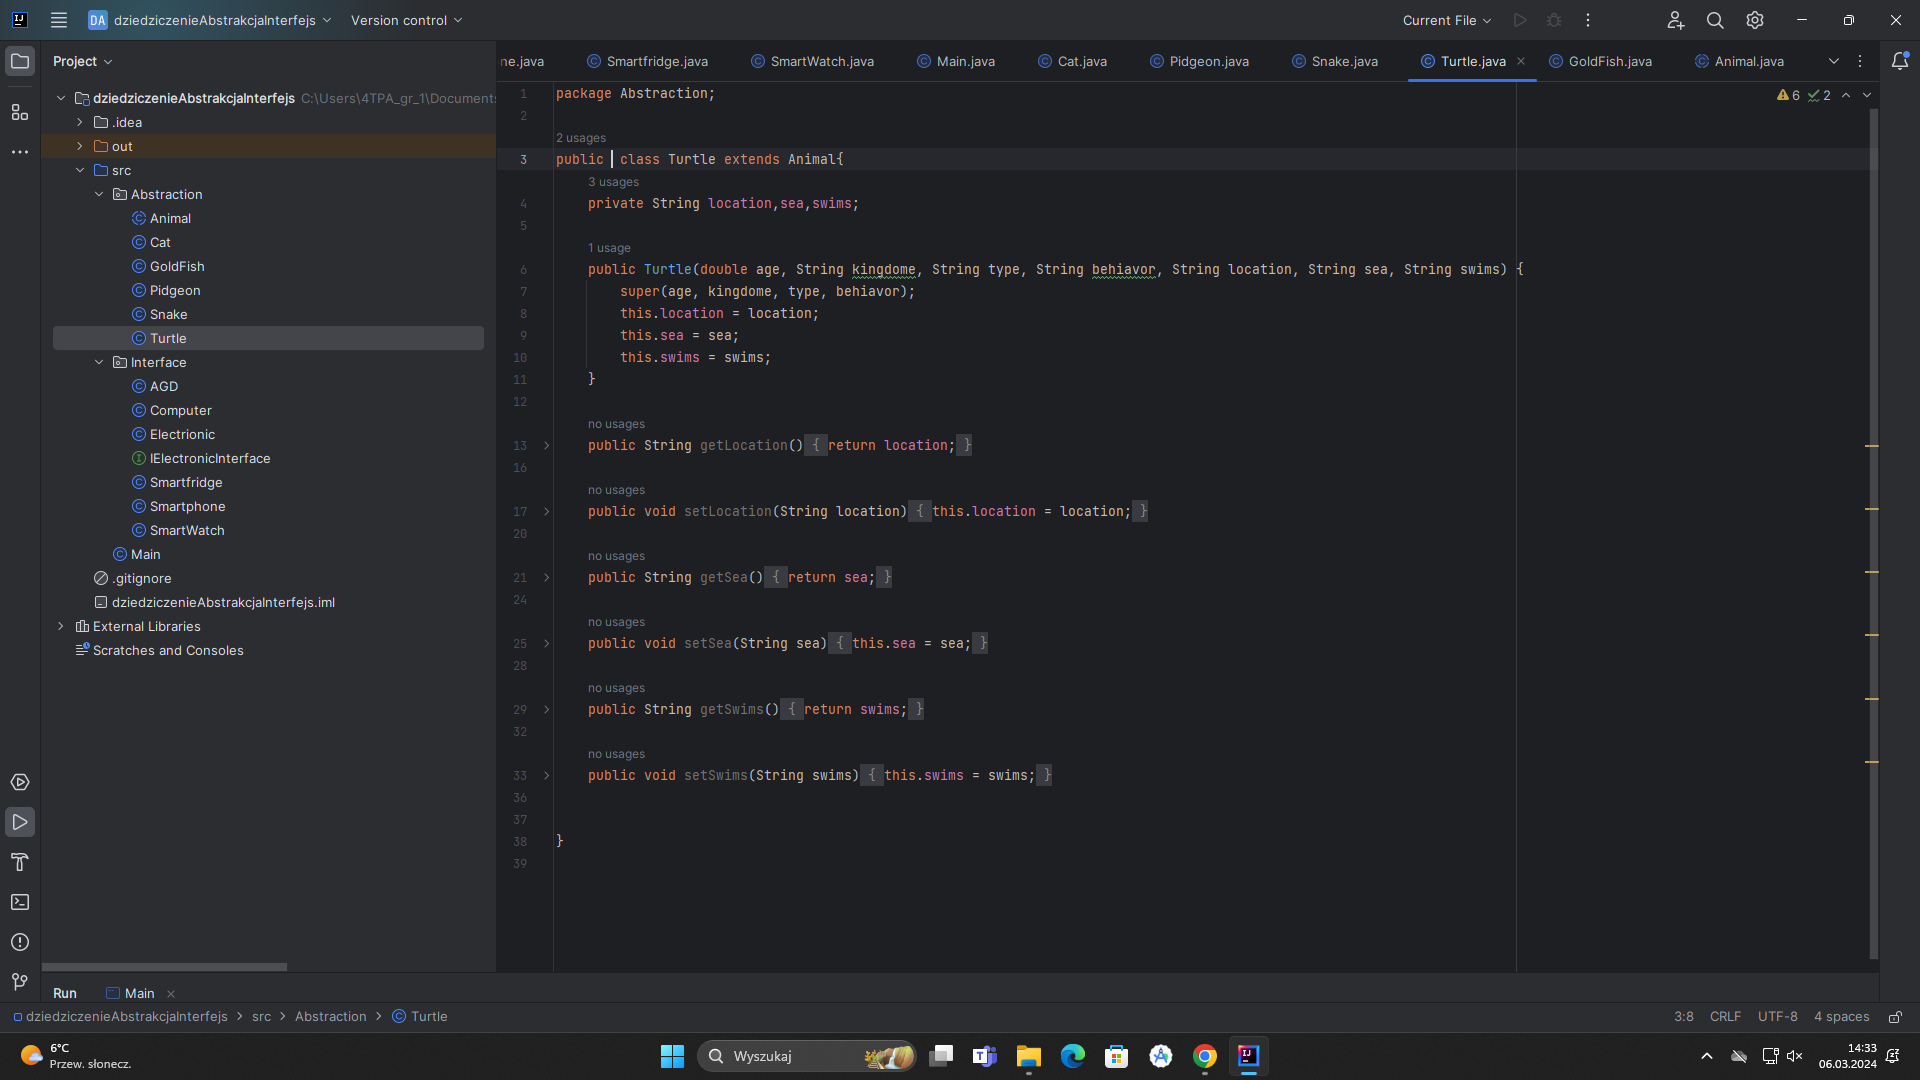 DA dziedziczenieAbstrakcjaInterfejs Version control Current File
Project
ne.java Smartfridge.java SmartWatch.java Main.java Cat.java Pidgeon.java Snake.java Turtle.java GoldFish.java Animal.java
dziedziczenieAbstrakcjaInterfejs C:\Users\4TPA_gr_1\Documents
.idea
out
src
Abstraction
Animal
Cat
GoldFish
Pidgeon
Snake
Turtle
Interface
AGD
Computer
Electrionic
IElectronicInterface
Smartfridge
Smartphone
SmartWatch
Main
.gitignore
dziedziczenieAbstrakcjaInterfejs.iml
External Libraries
Scratches and Consoles
6 2
1 package Abstraction;
2
2 usages
3 public class Turtle extends Animal{
3 usages
4 private String location,sea,swims;
5
1 usage
6 public Turtle(double age, String kingdome, String type, String behiavor, String location, String sea, String swims) {
7 super(age, kingdome, type, behiavor);
8 this.location = location;
9 this.sea = sea;
10 this.swims = swims;
11 }
12
no usages
13 public String getLocation() { return location; }
16
no usages
17 public void setLocation(String location) { this.location = location; }
20
no usages
21 public String getSea() { return sea; }
24
no usages
25 public void setSea(String sea) { this.sea = sea; }
28
no usages
29 public String getSwims() { return swims; }
32
no usages
33 public void setSwims(String swims) { this.swims = swims; }
36
37
38 }
39
Run Main
dziedziczenieAbstrakcjaInterfejs > src > Abstraction > Turtle 3:8 CRLF UTF-8 4 spaces
6°C
Przew. słonecz.
Wyszukaj
14:33
06.03.2024